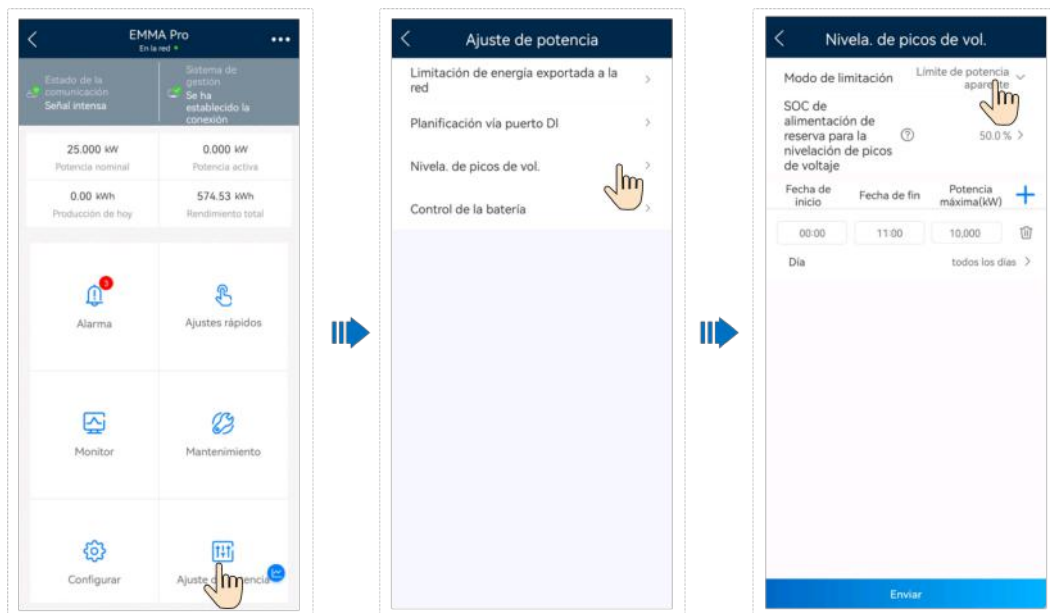 EMMA Pro
En la red
Estado de la
comunicación
Señal intensa
Sistema de
gestión
Se ha
establecido la
conexión
25.000 kW
Potencia nominal
0.000 kW
Potencia activa
0.00 kWh
Producción de hoy
574.53 kWh
Rendimiento total
3
Alarma
Ajustes rápidos
Monitor
Mantenimiento
Configurar
Ajuste
Ajuste de potencia
Limitación de energía exportada a la
red
Planificación vía puerto DI
Nivela. de picos de vol.
Control de la batería
Nivela. de picos de vol.
Modo de limitación
Límite de potencia
SOC de
alimentación de
reserva para la
nivelación de picos
de voltaje
50.0 %
Fecha de
inicio
Fecha de fin
Potencia
máxima(kW)
00:00
11:00
10,000
Día
todos los días
Enviar